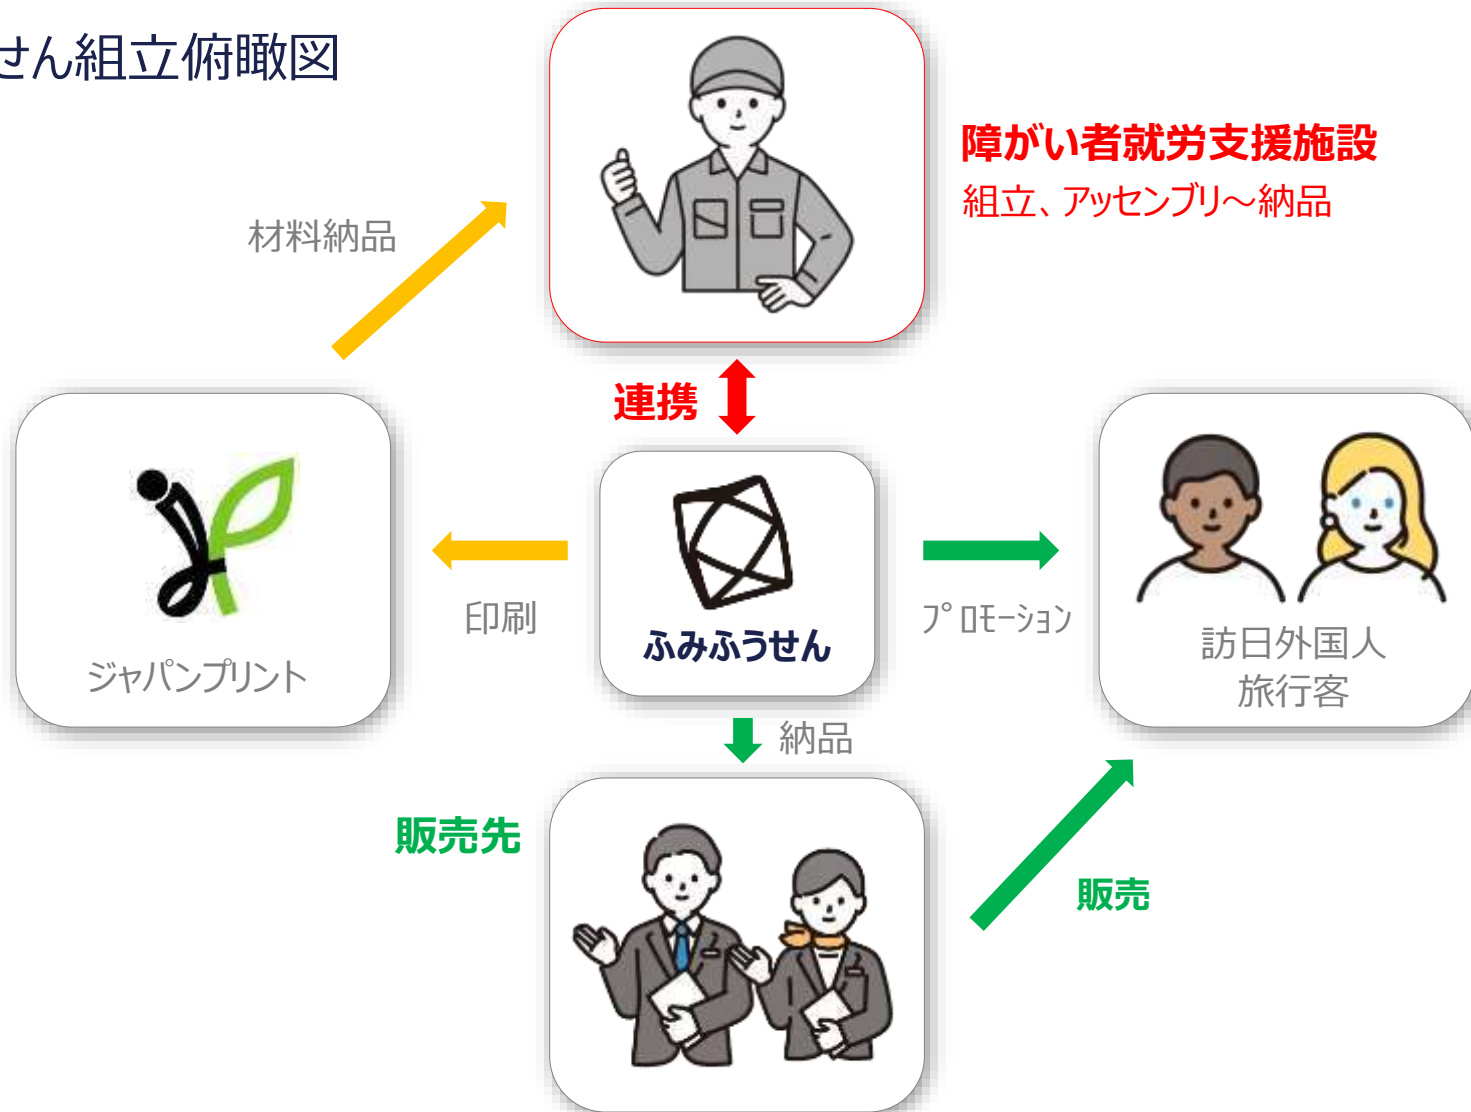 せん組立俯瞰図
障がい者就労支援施設
組立、アッセンブリ～納品
材料納品
連携
ジャパンプリント
印刷
ふみふうせん
ﾌﾟﾛﾓｰｼｮﾝ
訪日外国人
旅行客
納品
販売先
販売